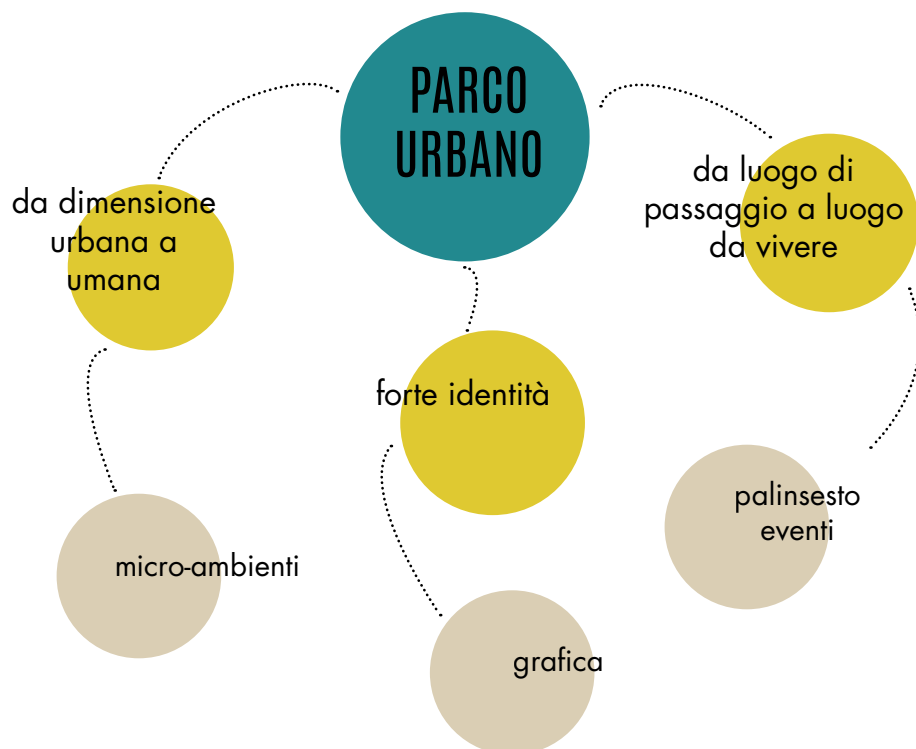 PARCO
URBANO
da dimensione
urbana a
umana
da luogo di
passaggio a luogo
da vivere
forte identità
micro-ambienti
palinsesto
eventi
grafica